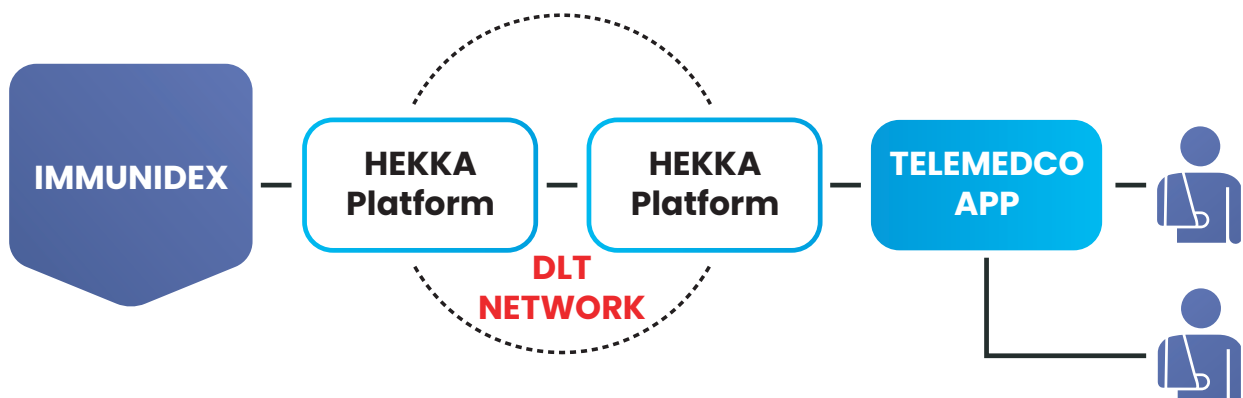 IMMUNIDEX
HEKKA
Platform
HEKKA
Platform
TELEMEDCO
APP
DLT
NETWORK